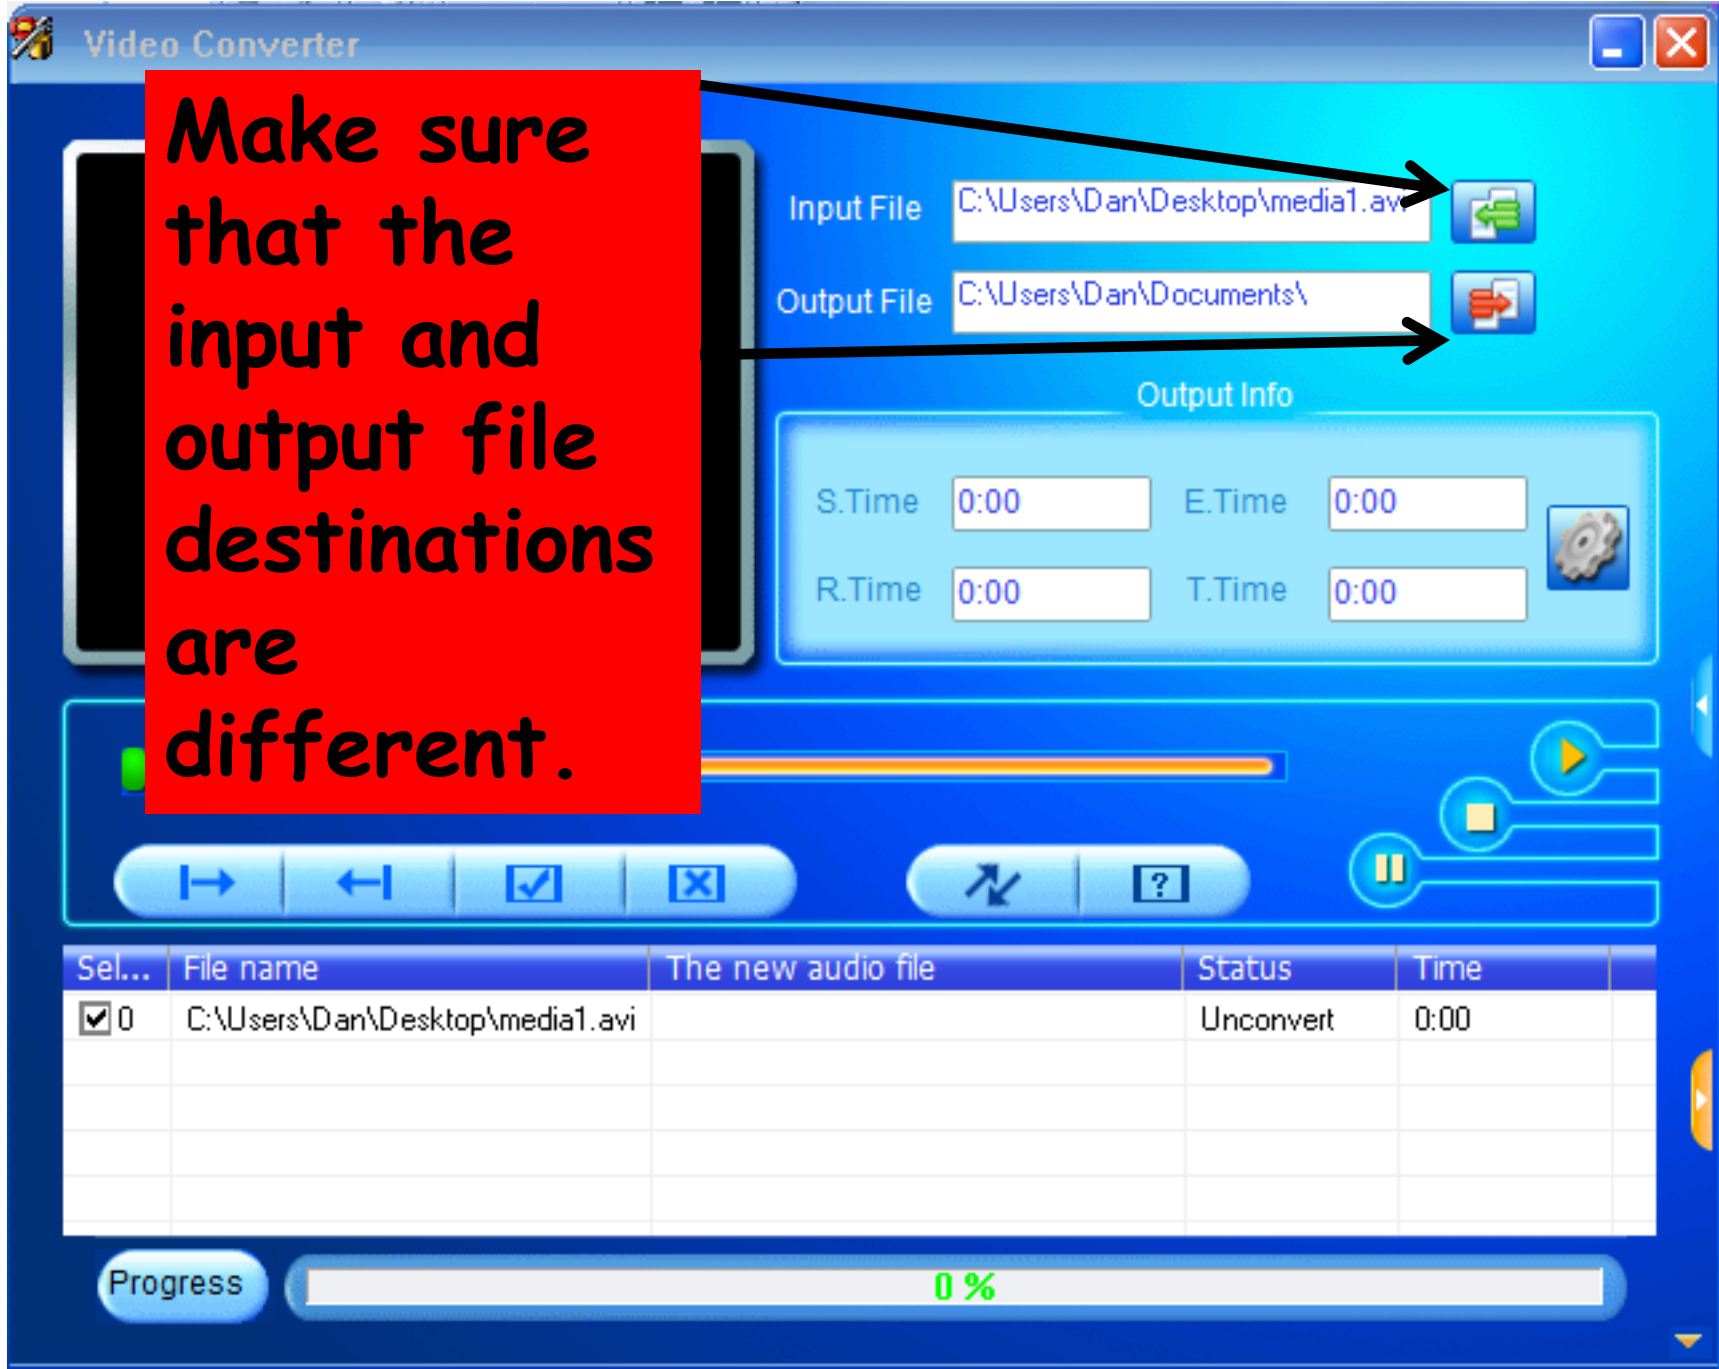 Video Converter
Make sure
that the
input and
output file
destinations
are
different.
Input File C:\Users\Dan\Desktop\media1.avi
Output File C:\Users\Dan\Documents\
Output Info
S.Time 0:00 E.Time 0:00
R.Time 0:00 T.Time 0:00
Sel... File name The new audio file Status Time
0 C:\Users\Dan\Desktop\media1.avi Unconvert 0:00
Progress 0 %